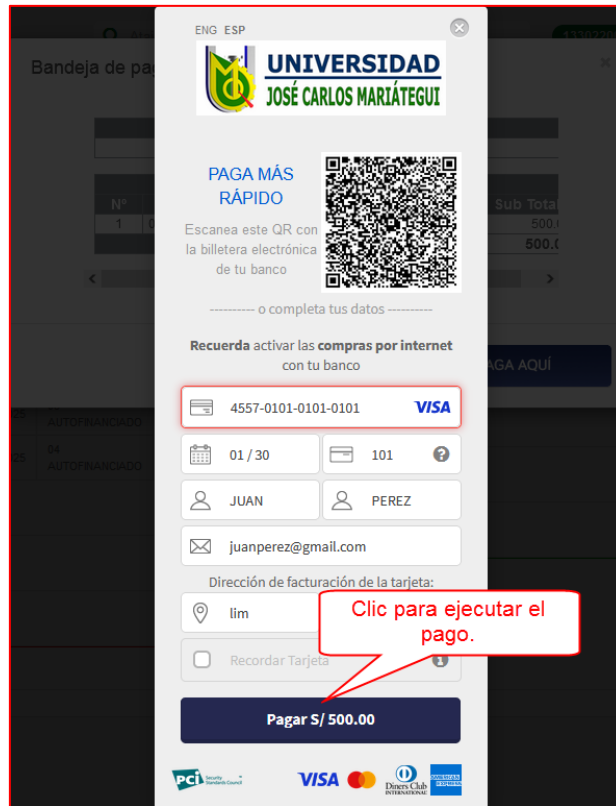 ENG ESP
UNIVERSIDAD
JOSÉ CARLOS MARIÁTEGUI
Bandeja de pa
PAGA MÁS
RÁPIDO
Escanea este QR con
la billetera electrónica
de tu banco
Nº
Sub Total
1
500.
500.
---------- o completa tus datos ----------
Recuerda activar las compras por internet
con tu banco
AGA AQUÍ
4557-0101-0101-0101 VISA
01 / 30 101
04
AUTOFINANCIADO
JUAN PEREZ
juanperez@gmail.com
Dirección de facturación de la tarjeta:
lim
Clic para ejecutar el
pago.
Recordar Tarjeta
Pagar S/ 500.00
PCI Security
Standards Council
VISA
Diners Club
INTERNATIONAL
AMERICAN
EXPRESS